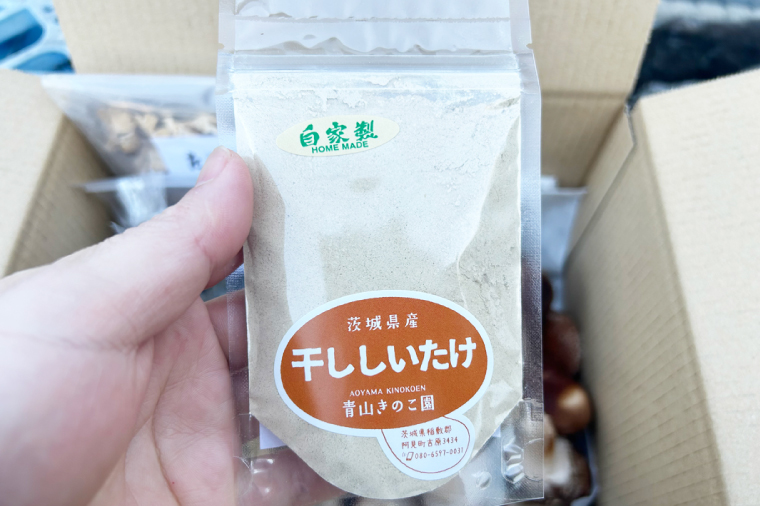 自家製
HOME MADE
茨城県産
干ししいたけ
AOYAMA KINOKOEN
青山きのこ園
茨城県稲敷郡
阿見町吉原3434
080-6597-0031